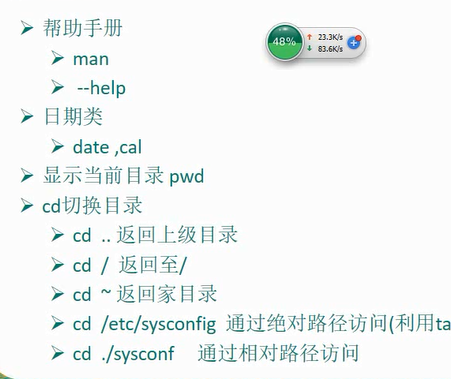 帮助手册
man
--help
日期类
date ,cal
显示当前目录 pwd
cd切换目录
cd .. 返回上级目录
cd / 返回至/
cd ~ 返回家目录
cd /etc/sysconfig 通过绝对路径访问(利用ta
cd ./sysconf 通过相对路径访问
48%
↑ 23.3K/s
↓ 83.6K/s